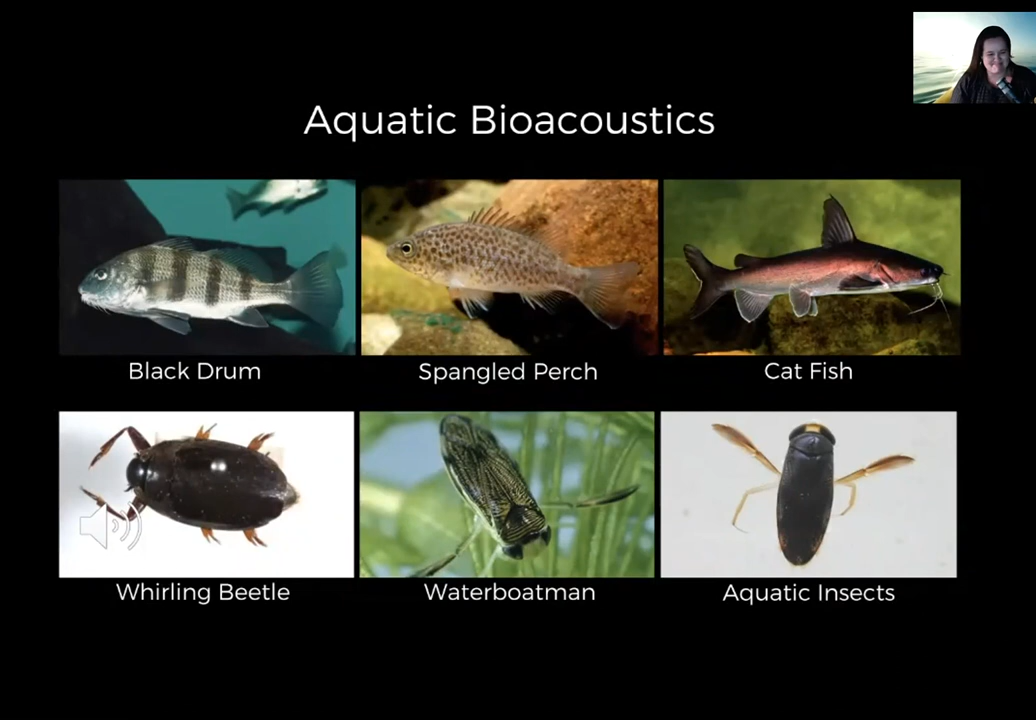 Aquatic Bioacoustics
Black Drum
Spangled Perch
Cat Fish
Whirling Beetle
Waterboatman
Aquatic Insects